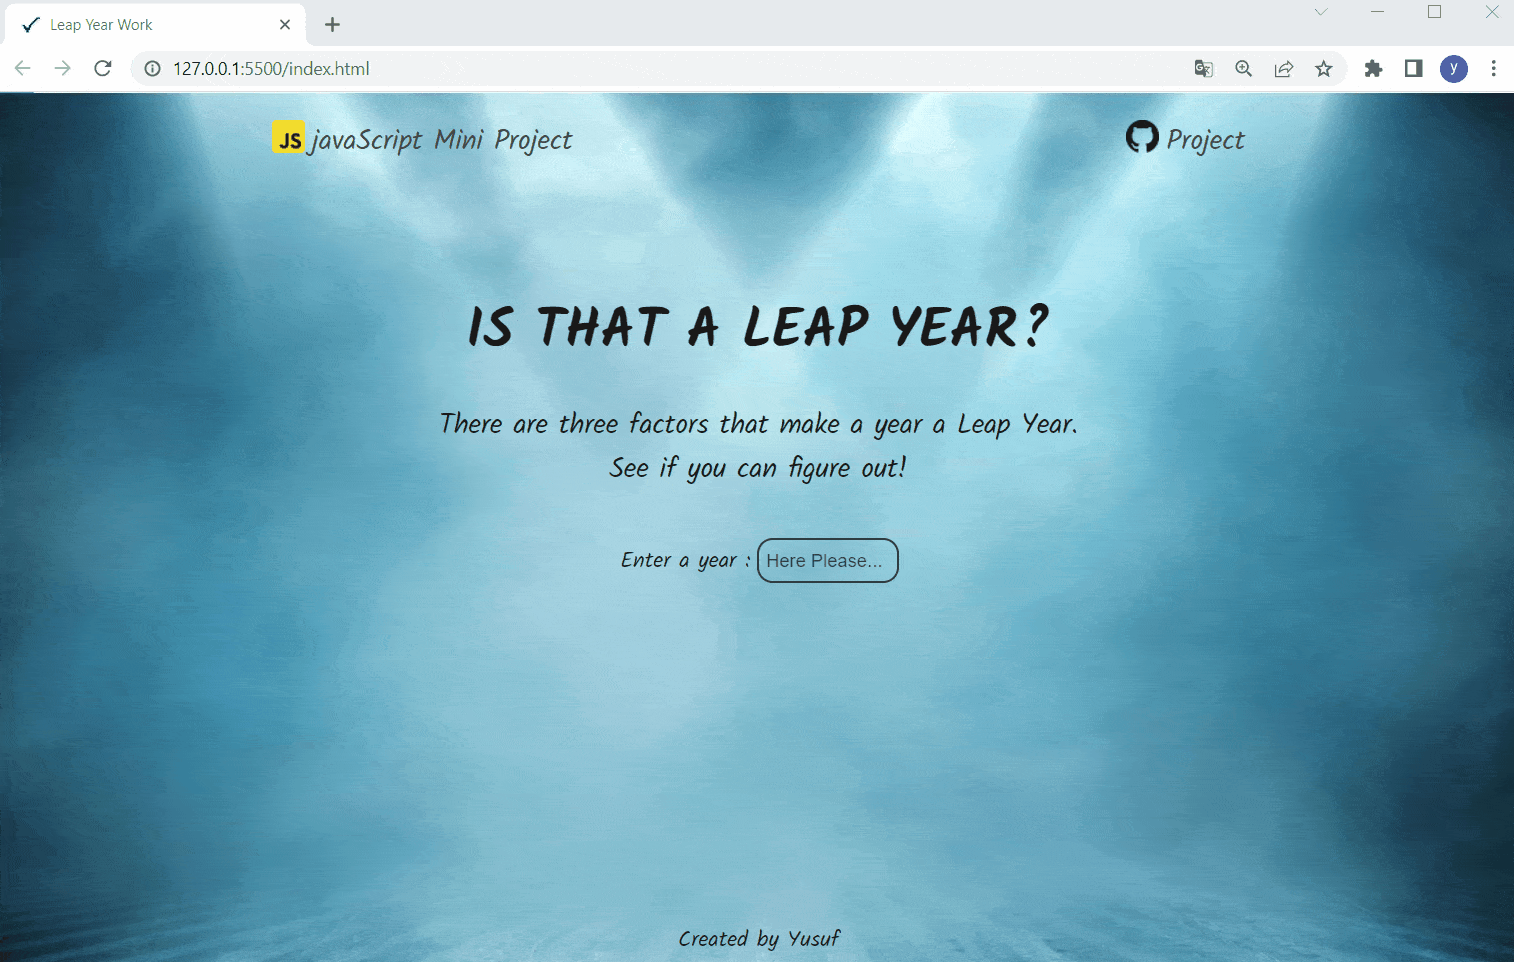 Leap Year Work
127.0.0.1:5500/index.html
y
JS javaScript Mini Project
Project
IS THAT A LEAP YEAR?
There are three factors that make a year a Leap Year.
See if you can figure out!
Enter a year : Here Please...
Created by Yusuf